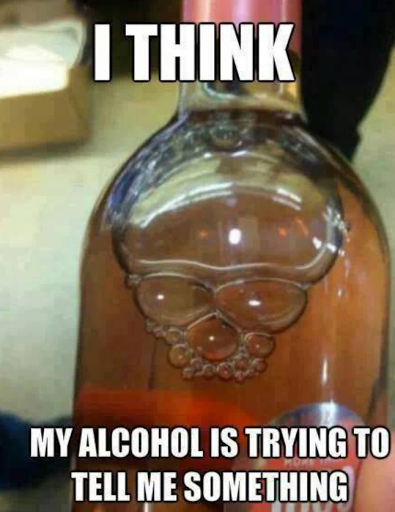 I THINK
MY ALCOHOL IS TRYING TO
TELL ME SOMETHING